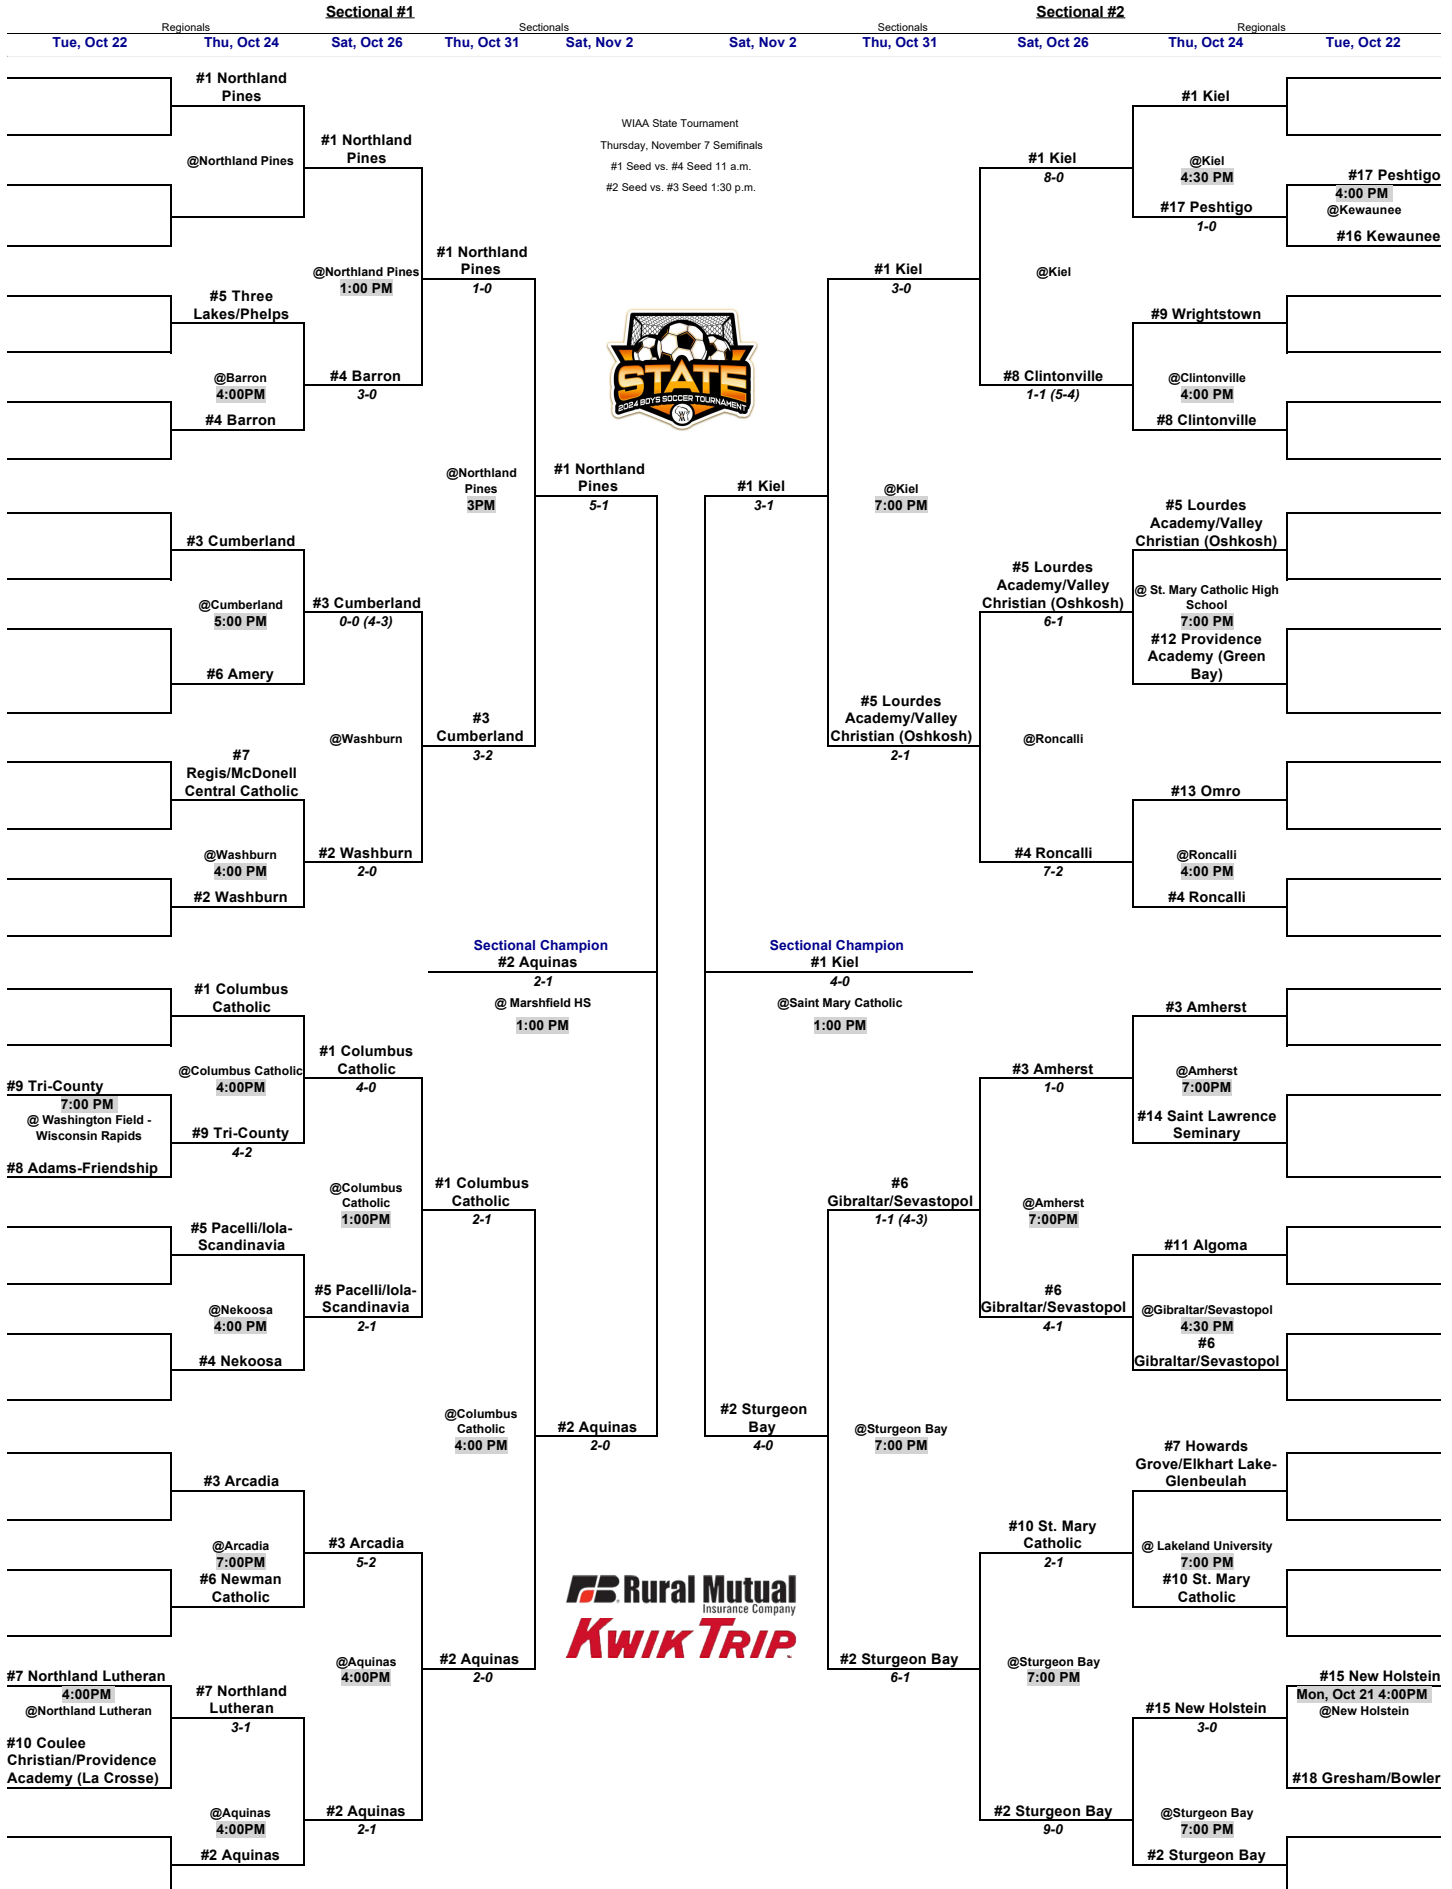 Sectional #1
Sectional #2
Regionals
Sectionals
Sectionals
Regionals
Tue, Oct 22
Thu, Oct 24
Sat, Oct 26
Thu, Oct 31
Sat, Nov 2
Sat, Nov 2
Thu, Oct 31
Sat, Oct 26
Thu, Oct 24
Tue, Oct 22
WIAA State Tournament
Thursday, November 7 Semifinals
#1 Seed vs. #4 Seed 11 a.m.
#2 Seed vs. #3 Seed 1:30 p.m.
STATE
2024 BOYS SOCCER TOURNAMENT
#9 Tri-County
7:00 PM
@ Washington Field -
Wisconsin Rapids
#8 Adams-Friendship
#7 Northland Lutheran
4:00PM
@Northland Lutheran
#10 Coulee
Christian/Providence
Academy (La Crosse)
#1 Northland
Pines
@Northland Pines
#5 Three
Lakes/Phelps
@Barron
4:00PM
#4 Barron
#3 Cumberland
@Cumberland
5:00 PM
#6 Amery
#7
Regis/McDonell
Central Catholic
@Washburn
4:00 PM
#2 Washburn
#1 Columbus
Catholic
@Columbus Catholic
4:00PM
#9 Tri-County
4-2
#5 Pacelli/Iola-
Scandinavia
@Nekoosa
4:00 PM
#4 Nekoosa
#3 Arcadia
@Arcadia
7:00PM
#6 Newman
Catholic
#7 Northland
Lutheran
3-1
@Aquinas
4:00PM
#2 Aquinas
#1 Northland
Pines
@Northland Pines
1:00 PM
#4 Barron
3-0
#3 Cumberland
0-0 (4-3)
@Washburn
#2 Washburn
2-0
#1 Columbus
Catholic
4-0
@Columbus
Catholic
1:00PM
#5 Pacelli/Iola-
Scandinavia
2-1
#3 Arcadia
5-2
@Aquinas
4:00PM
#2 Aquinas
2-1
#1 Northland
Pines
1-0
@Northland
Pines
3PM
#3
Cumberland
3-2
#1 Columbus
Catholic
2-1
@Columbus
Catholic
4:00 PM
#2 Aquinas
2-0
#1 Northland
Pines
5-1
Sectional Champion
#2 Aquinas
2-1
@ Marshfield HS
1:00 PM
#2 Aquinas
2-0
#1 Kiel
3-1
Sectional Champion
#1 Kiel
4-0
@Saint Mary Catholic
1:00 PM
#2 Sturgeon
Bay
4-0
#1 Kiel
3-0
@Kiel
7:00 PM
#5 Lourdes
Academy/Valley
Christian (Oshkosh)
2-1
#6
Gibraltar/Sevastopol
1-1 (4-3)
@Sturgeon Bay
7:00 PM
#2 Sturgeon Bay
6-1
#1 Kiel
8-0
@Kiel
#8 Clintonville
1-1 (5-4)
#5 Lourdes
Academy/Valley
Christian (Oshkosh)
6-1
@Roncalli
#4 Roncalli
7-2
#3 Amherst
1-0
@Amherst
7:00PM
#6
Gibraltar/Sevastopol
4-1
#10 St. Mary
Catholic
2-1
@Sturgeon Bay
7:00 PM
#2 Sturgeon Bay
9-0
#1 Kiel
@Kiel
4:30 PM
#17 Peshtigo
1-0
#9 Wrightstown
@Clintonville
4:00 PM
#8 Clintonville
#5 Lourdes
Academy/Valley
Christian (Oshkosh)
@ St. Mary Catholic High
School
7:00 PM
#12 Providence
Academy (Green
Bay)
#13 Omro
@Roncalli
4:00 PM
#4 Roncalli
#3 Amherst
@Amherst
7:00PM
#14 Saint Lawrence
Seminary
#11 Algoma
@Gibraltar/Sevastopol
4:30 PM
#6
Gibraltar/Sevastopol
#7 Howards
Grove/Elkhart Lake-
Glenbeulah
@ Lakeland University
7:00 PM
#10 St. Mary
Catholic
#15 New Holstein
3-0
@Sturgeon Bay
7:00 PM
#2 Sturgeon Bay
#17 Peshtigo
4:00 PM
@Kewaunee
#16 Kewaunee
#15 New Holstein
Mon, Oct 21 4:00PM
@New Holstein
#18 Gresham/Bowler
Rural Mutual
Insurance Company
KWIK TRIP